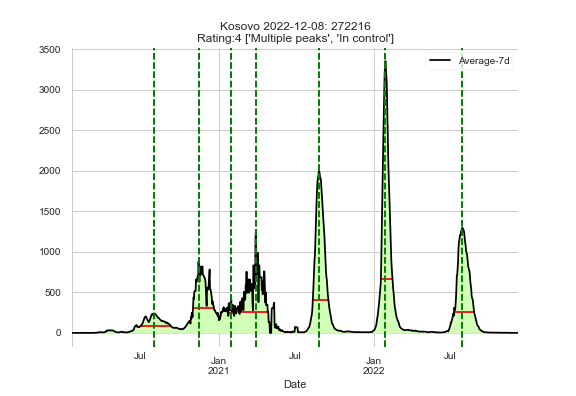 Kosovo 2022-12-08: 272216
Rating:4 ['Multiple peaks', 'In control']
Average-7d
3500
3000
2500
2000
1500
1000
500
0
Jul
Jan
2021
Jul
Jan
2022
Jul
Date